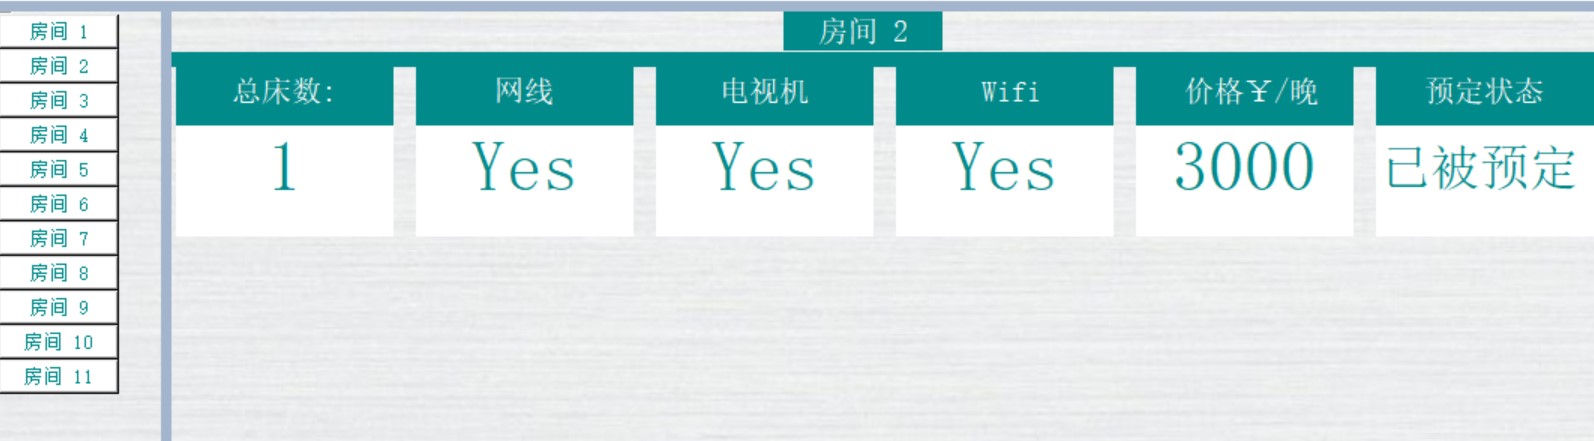 房间 1
房间 2
房间 3
房间 4
房间 5
房间 6
房间 7
房间 8
房间 9
房间 10
房间 11
房间 2
总床数: 网线 电视机 Wifi 价格¥/晚 预定状态
1 Yes Yes Yes 3000 已被预定